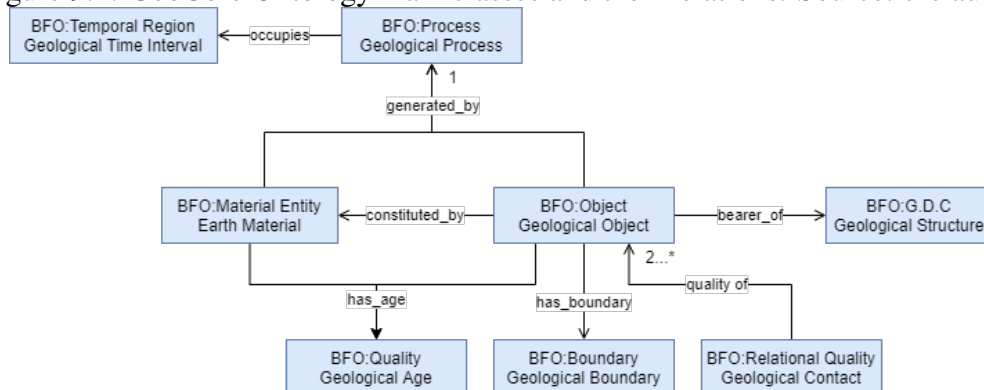 BFO:Temporal Region
Geological Time Interval
occupies
BFO:Process
Geological Process
1
generated_by
BFO:Material Entity
Earth Material
constituted_by
BFO:Object
Geological Object
bearer_of
BFO:G.D.C
Geological Structure
2...*
quality of
has_age
has_boundary
BFO:Quality
Geological Age
BFO:Boundary
Geological Boundary
BFO:Relational Quality
Geological Contact